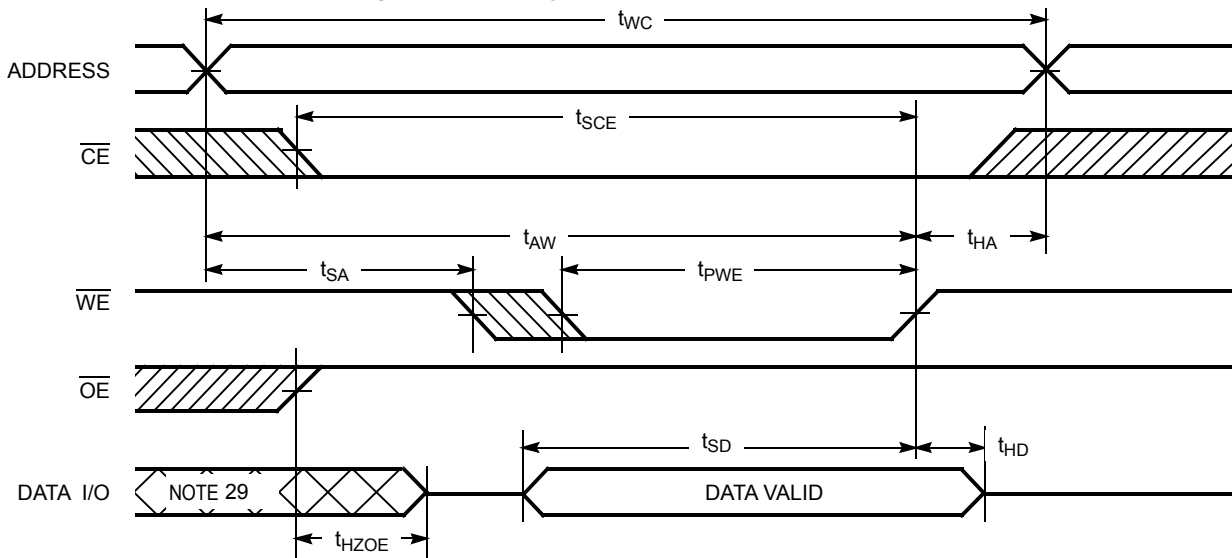 tWC
ADDRESS
tSCE
CE
tAW
tHA
tSA
tPWE
WE
OE
tSD
tHD
DATA I/O
NOTE 29
DATA VALID
tHZOE